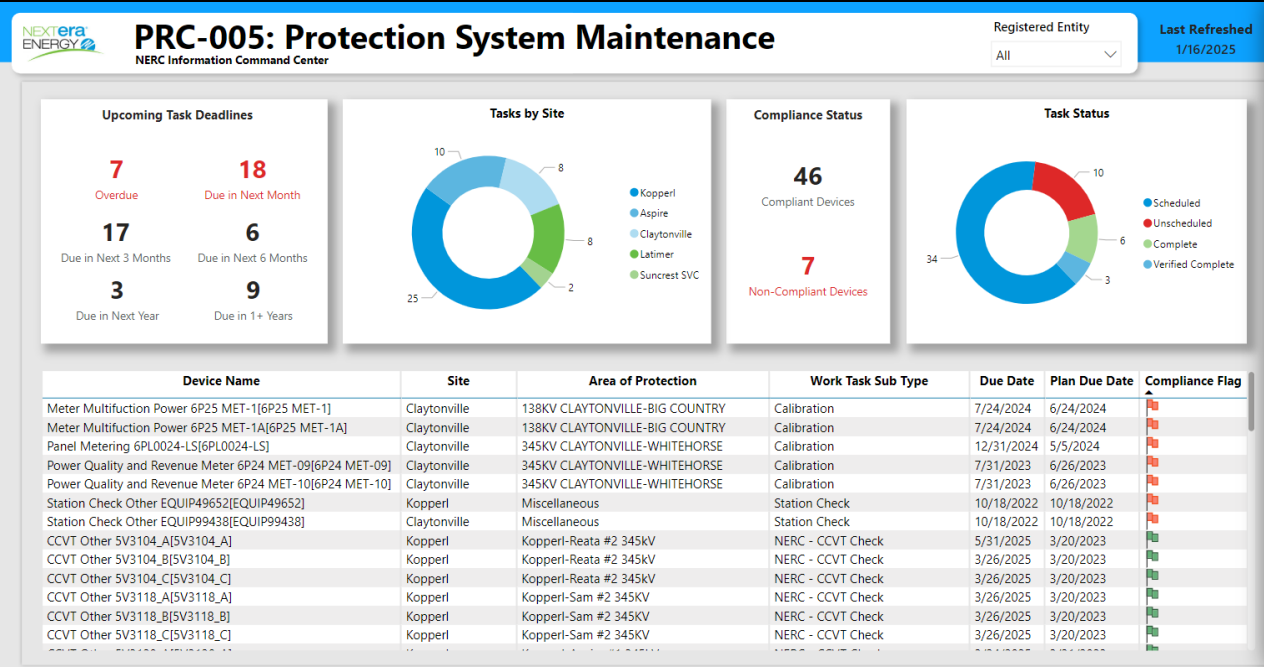 NEXTera
ENERGY
PRC-005: Protection System Maintenance
NERC Information Command Center
Registered Entity
All
Last Refreshed
1/16/2025
Upcoming Task Deadlines
7
18
Overdue
Due in Next Month
17
6
Due in Next 3 Months
Due in Next 6 Months
3
9
Due in Next Year
Due in 1+ Years
Tasks by Site
10
8
8
2
25
Kopperl
Aspire
Claytonville
Latimer
Suncrest SVC
Compliance Status
46
Compliant Devices
7
Non-Compliant Devices
Task Status
10
6
3
34
Scheduled
Unscheduled
Complete
Verified Complete
Device Name Site Area of Protection Work Task Sub Type Due Date Plan Due Date Compliance Flag
Meter Multifuction Power 6P25 MET-1[6P25 MET-1] Claytonville 138KV CLAYTONVILLE-BIG COUNTRY Calibration 7/24/2024 6/24/2024
Meter Multifuction Power 6P25 MET-1A[6P25 MET-1A] Claytonville 138KV CLAYTONVILLE-BIG COUNTRY Calibration 7/24/2024 6/24/2024
Panel Metering 6PL0024-LS[6PL0024-LS] Claytonville 345KV CLAYTONVILLE-WHITEHORSE Calibration 12/31/2024 5/5/2024
Power Quality and Revenue Meter 6P24 MET-09[6P24 MET-09] Claytonville 345KV CLAYTONVILLE-WHITEHORSE Calibration 7/31/2023 6/26/2023
Power Quality and Revenue Meter 6P24 MET-10[6P24 MET-10] Claytonville 345KV CLAYTONVILLE-WHITEHORSE Calibration 7/31/2023 6/26/2023
Station Check Other EQUIP49652[EQUIP49652] Kopperl Miscellaneous Station Check 10/18/2022 10/18/2022
Station Check Other EQUIP99438[EQUIP99438] Claytonville Miscellaneous Station Check 10/18/2022 10/18/2022
CCVT Other 5V3104_A[5V3104_A] Kopperl Kopperl-Reata #2 345kV NERC - CCVT Check 5/31/2025 3/20/2023
CCVT Other 5V3104_B[5V3104_B] Kopperl Kopperl-Reata #2 345kV NERC - CCVT Check 3/26/2025 3/20/2023
CCVT Other 5V3104_C[5V3104_C] Kopperl Kopperl-Reata #2 345kV NERC - CCVT Check 3/26/2025 3/20/2023
CCVT Other 5V3118_A[5V3118_A] Kopperl Kopperl-Sam #2 345KV NERC - CCVT Check 3/26/2025 3/20/2023
CCVT Other 5V3118_B[5V3118_B] Kopperl Kopperl-Sam #2 345KV NERC - CCVT Check 3/26/2025 3/20/2023
CCVT Other 5V3118_C[5V3118_C] Kopperl Kopperl-Sam #2 345KV NERC - CCVT Check 3/26/2025 3/20/2023